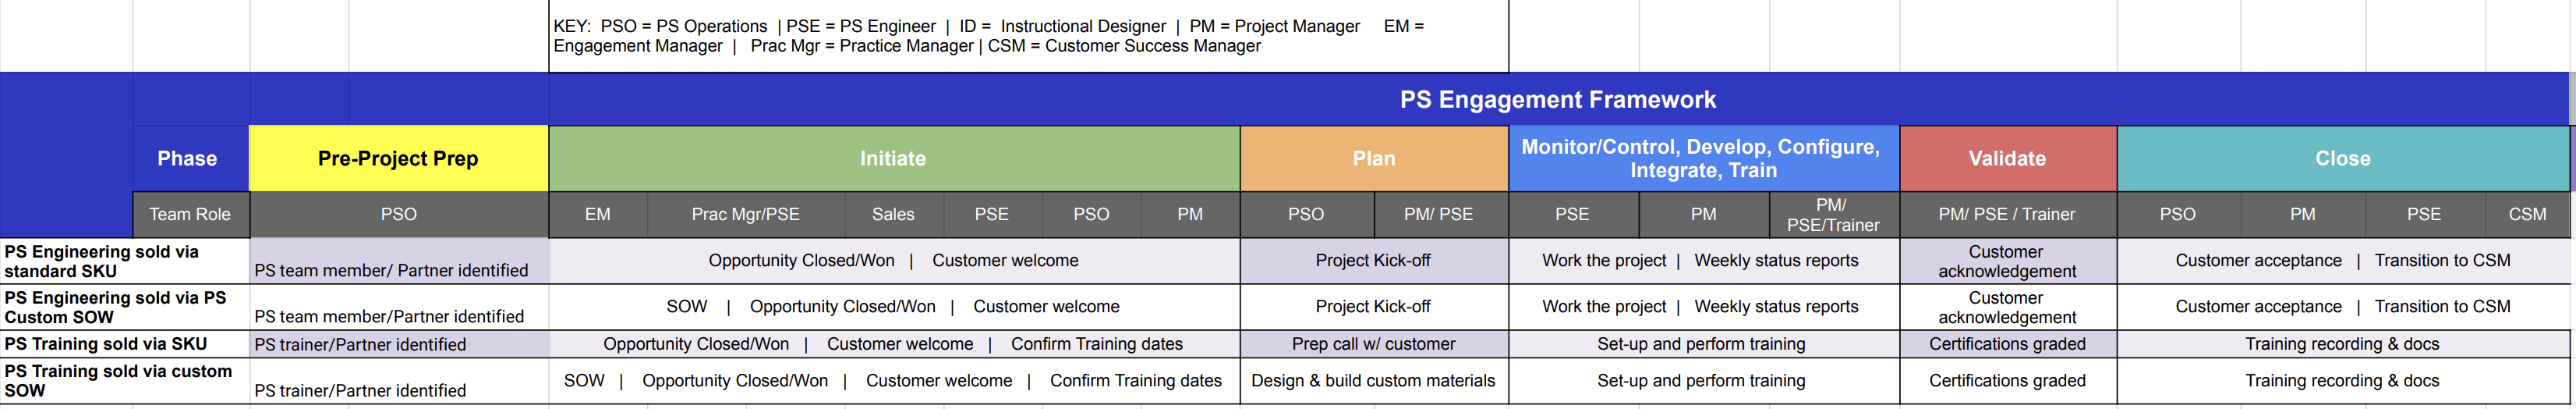 KEY:  PSO = PS Operations  | PSE = PS Engineer  |  ID =  Instructional Designer  |  PM = Project Manager     EM =
Engagement Manager  |   Prac Mgr = Practice Manager | CSM = Customer Success Manager
PS Engagement Framework
Phase
Pre-Project Prep
Initiate
Plan
Monitor/Control, Develop, Configure,
Integrate, Train
Validate
Close
Team Role
PSO
EM
Prac Mgr/PSE
Sales
PSE
PSO
PM
PSO
PM/ PSE
PSE
PM
PM/
PSE/Trainer
PM/ PSE / Trainer
PSO
PM
PSE
CSM
PS Engineering sold via
standard SKU
PS team member/ Partner identified
Opportunity Closed/Won   |    Customer welcome
Project Kick-off
Work the project  |   Weekly status reports
Customer
acknowledgement
Customer acceptance   |   Transition to CSM
PS Engineering sold via PS
Custom SOW
PS team member/Partner identified
SOW    |    Opportunity Closed/Won   |    Customer welcome
Project Kick-off
Work the project  |   Weekly status reports
Customer
acknowledgement
Customer acceptance   |   Transition to CSM
PS Training sold via SKU
PS trainer/Partner identified
Opportunity Closed/Won   |    Customer welcome   |    Confirm Training dates
Prep call w/ customer
Set-up and perform training
Certifications graded
Training recording & docs
PS Training sold via custom
SOW
PS trainer/Partner identified
SOW   |    Opportunity Closed/Won   |    Customer welcome   |    Confirm Training dates
Design & build custom materials
Set-up and perform training
Certifications graded
Training recording & docs